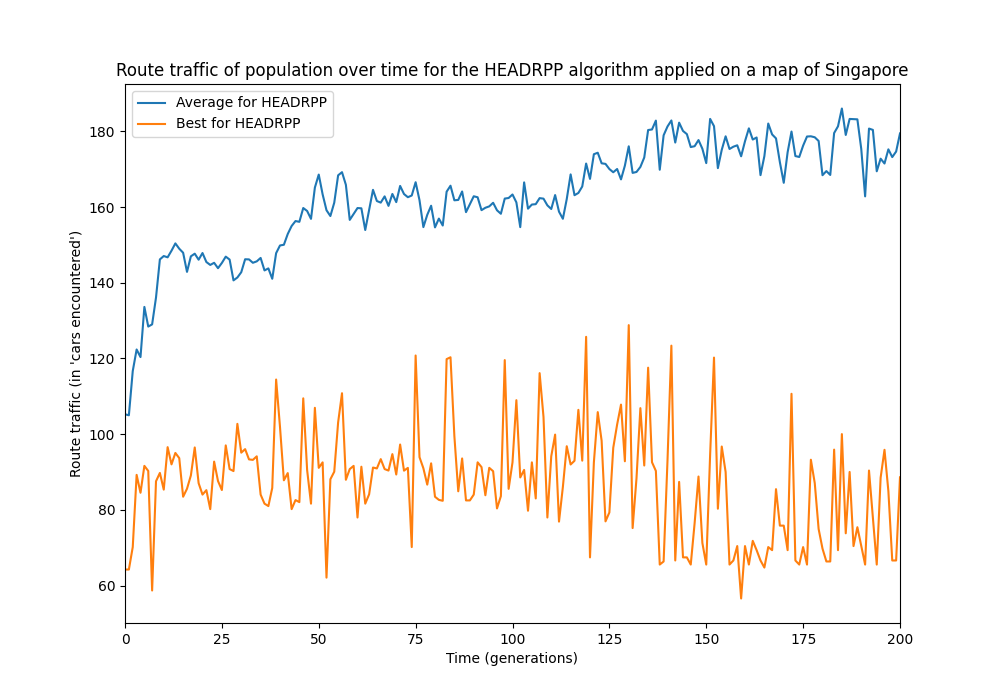 Route traffic of population over time for the HEADRPP algorithm applied on a map of Singapore
Average for HEADRPP
Best for HEADRPP
Route traffic (in 'cars encountered')
180
160
140
120
100
80
60
0 25 50 75 100 125 150 175 200
Time (generations)